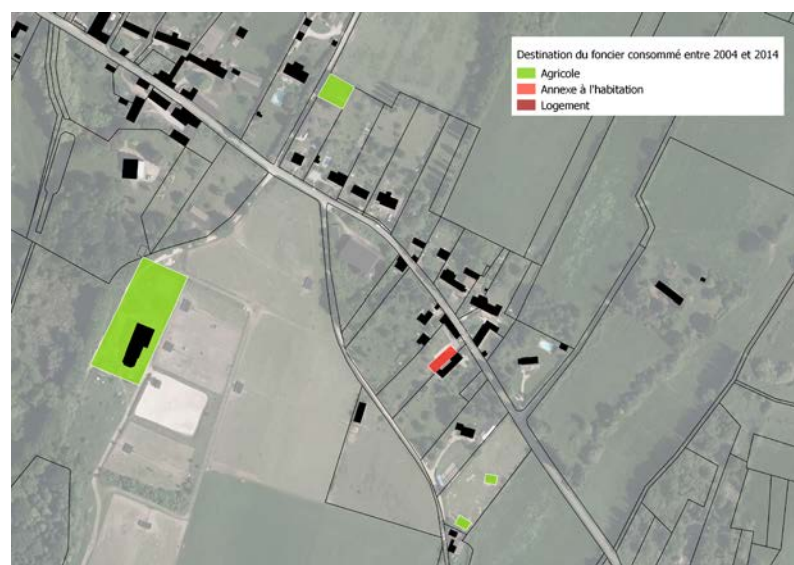 Destination du foncier consommé entre 2004 et 2014
Agricole
Annexe à l'habitation
Logement